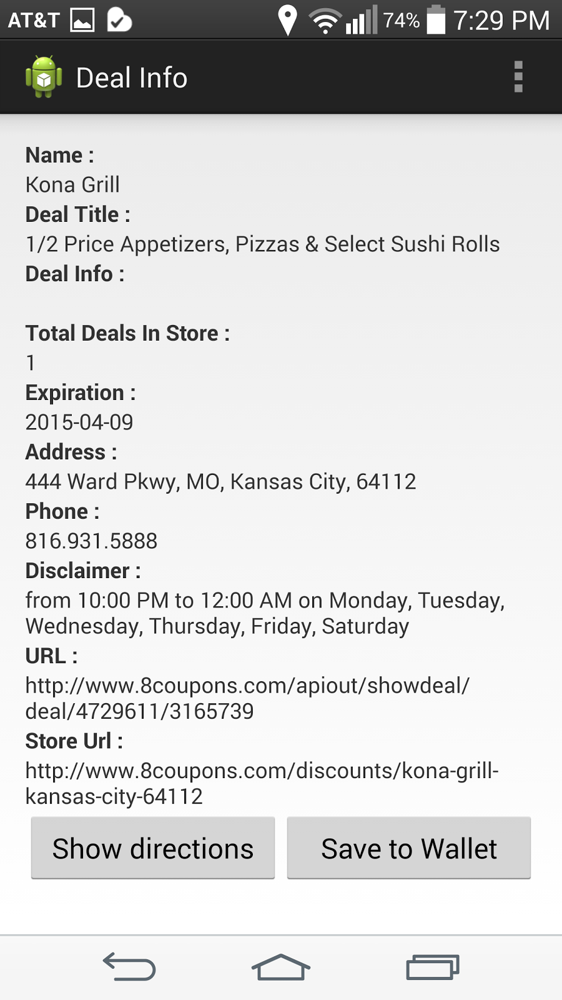 AT&T 74% 7:29 PM
Deal Info
Name :
Kona Grill
Deal Title :
1/2 Price Appetizers, Pizzas & Select Sushi Rolls
Deal Info :
Total Deals In Store :
1
Expiration :
2015-04-09
Address :
444 Ward Pkwy, MO, Kansas City, 64112
Phone :
816.931.5888
Disclaimer :
from 10:00 PM to 12:00 AM on Monday, Tuesday,
Wednesday, Thursday, Friday, Saturday
URL :
http://www.8coupons.com/apiout/showdeal/
deal/4729611/3165739
Store Url :
http://www.8coupons.com/discounts/kona-grill-
kansas-city-64112
Show directions Save to Wallet